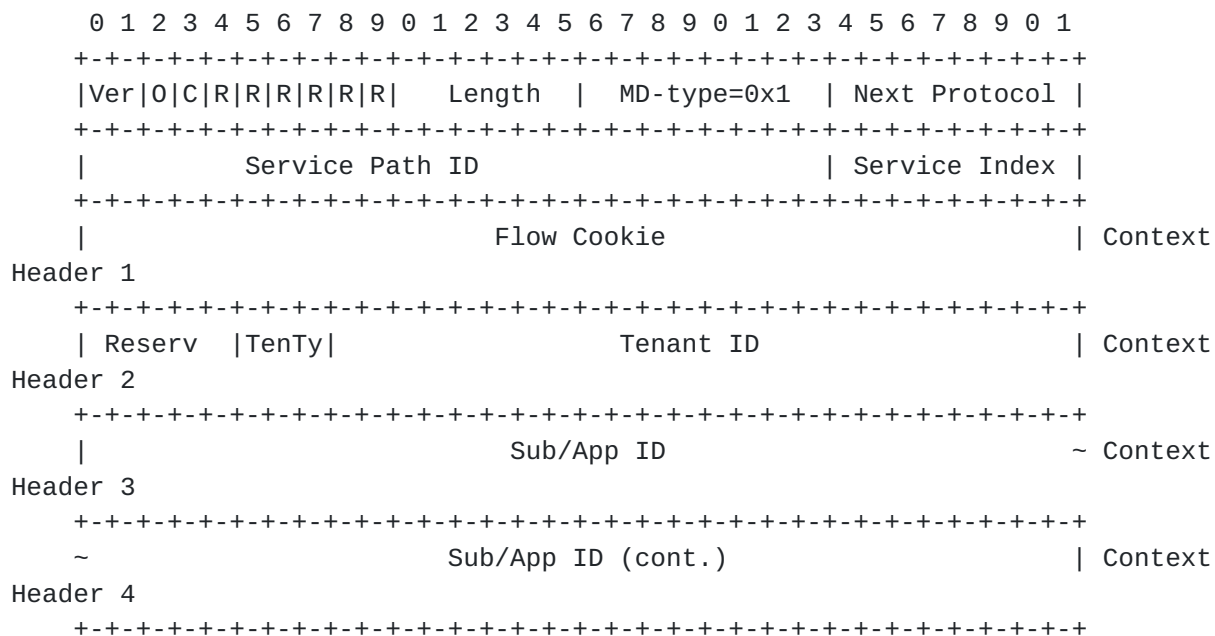 0 1 2 3 4 5 6 7 8 9 0 1 2 3 4 5 6 7 8 9 0 1 2 3 4 5 6 7 8 9 0 1
+-+-+-+-+-+-+-+-+-+-+-+-+-+-+-+-+-+-+-+-+-+-+-+-+-+-+-+-+-+-+-+-+
|Ver|O|C|R|R|R|R|R|R|   Length  |  MD-type=0x1  | Next Protocol |
+-+-+-+-+-+-+-+-+-+-+-+-+-+-+-+-+-+-+-+-+-+-+-+-+-+-+-+-+-+-+-+-+
|          Service Path ID                      | Service Index |
+-+-+-+-+-+-+-+-+-+-+-+-+-+-+-+-+-+-+-+-+-+-+-+-+-+-+-+-+-+-+-+-+
|                          Flow Cookie                          | Context
Header 1
+-+-+-+-+-+-+-+-+-+-+-+-+-+-+-+-+-+-+-+-+-+-+-+-+-+-+-+-+-+-+-+-+
| Reserv  |TenTy|                  Tenant ID                    | Context
Header 2
+-+-+-+-+-+-+-+-+-+-+-+-+-+-+-+-+-+-+-+-+-+-+-+-+-+-+-+-+-+-+-+-+
|                           Sub/App ID                          ~ Context
Header 3
+-+-+-+-+-+-+-+-+-+-+-+-+-+-+-+-+-+-+-+-+-+-+-+-+-+-+-+-+-+-+-+-+
~                       Sub/App ID (cont.)                      | Context
Header 4
+-+-+-+-+-+-+-+-+-+-+-+-+-+-+-+-+-+-+-+-+-+-+-+-+-+-+-+-+-+-+-+-+